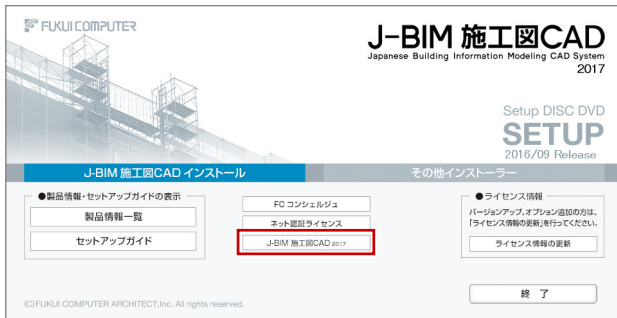 FUKUI COMPUTER
J-BIM 施工図CAD
Japanese Building Information Modeling CAD System
2017
Setup DISC DVD
SETUP
2016/09 Release
J-BIM 施工図CAD インストール
その他インストーラー
●製品情報・セットアップガイドの表示
製品情報一覧
セットアップガイド
FC コンシェルジュ
ネット認証ライセンス
J-BIM 施工図CAD 2017
●ライセンス情報
バージョンアップ、オプション追加の方は、
「ライセンス情報の更新」を行ってください。
ライセンス情報の更新
終 了
(C)FUKUI COMPUTER ARCHITECT,Inc. All rights reserved.